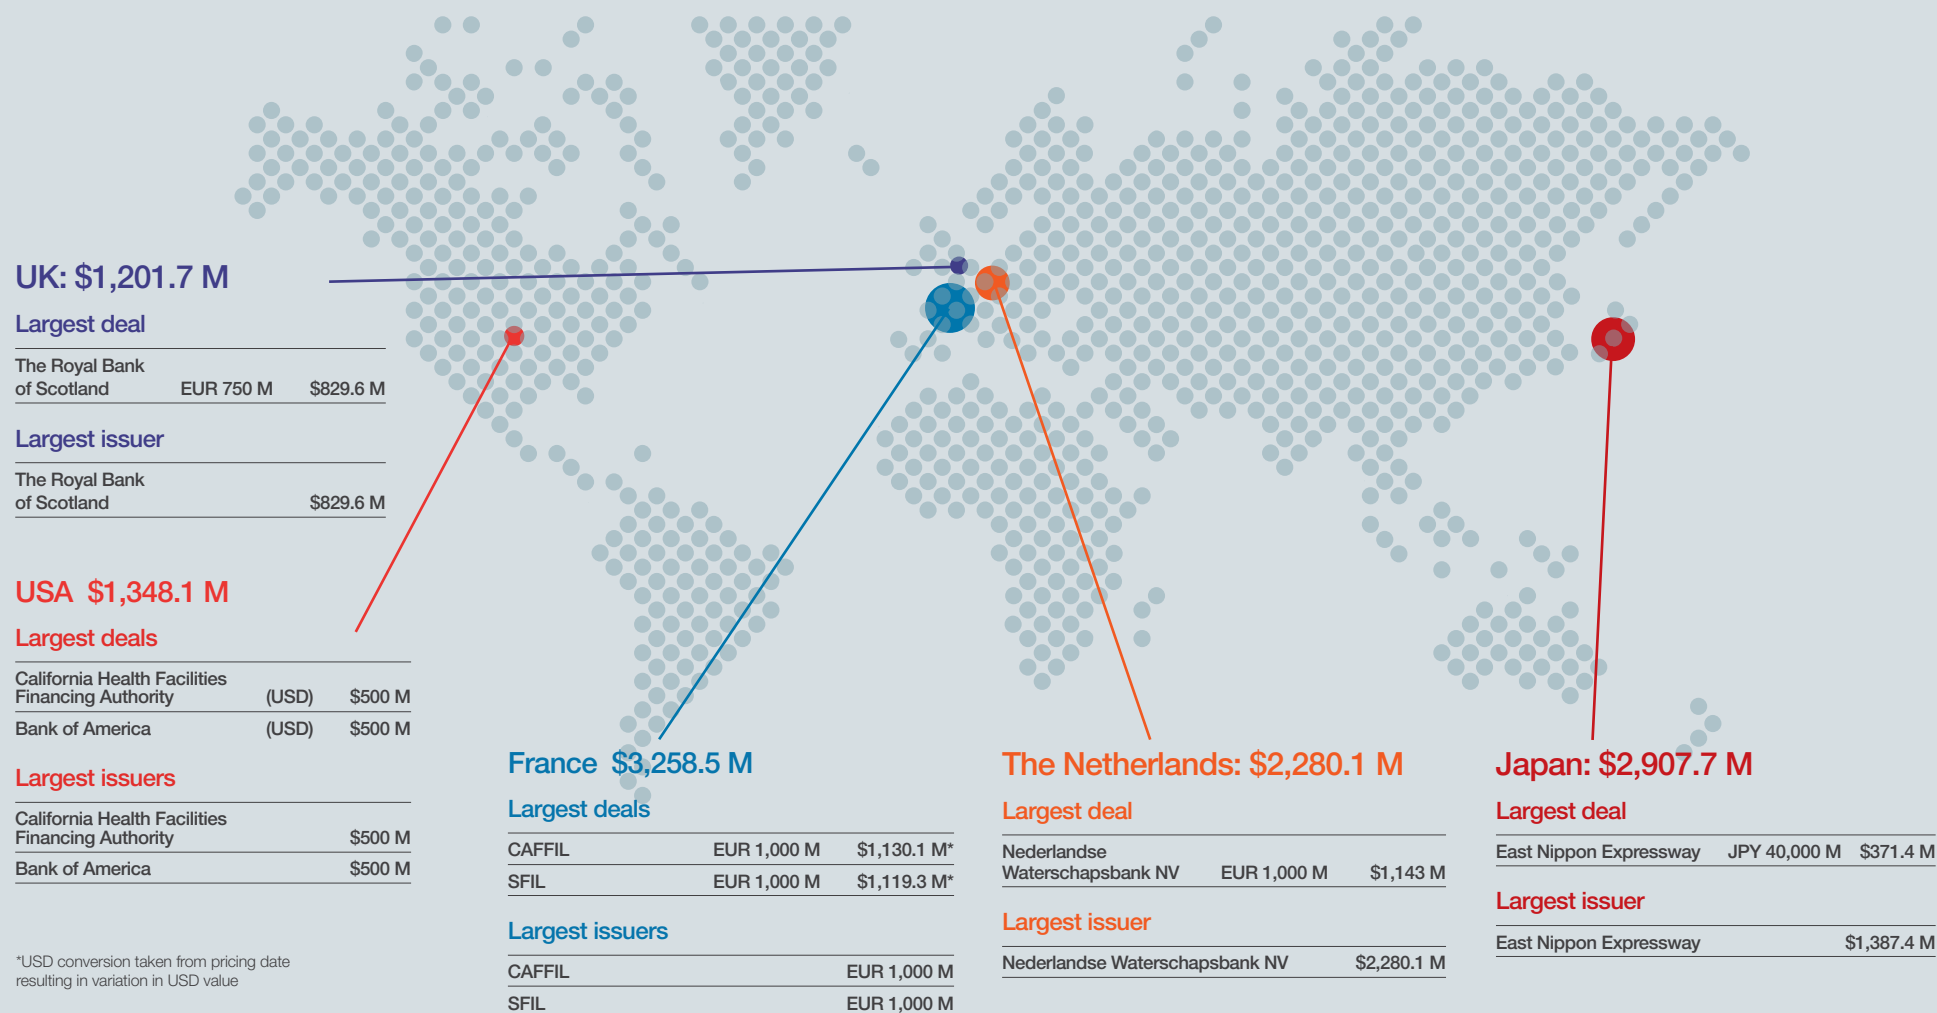 UK: $1,201.7 M
Largest deal
The Royal Bank
of Scotland EUR 750 M $829.6 M
Largest issuer
The Royal Bank
of Scotland $829.6 M
USA $1,348.1 M
Largest deals
California Health Facilities
Financing Authority (USD) $500 M
Bank of America (USD) $500 M
Largest issuers
California Health Facilities
Financing Authority $500 M
Bank of America $500 M
*USD conversion taken from pricing date
resulting in variation in USD value
France $3,258.5 M
Largest deals
CAFFIL EUR 1,000 M $1,130.1 M*
SFIL EUR 1,000 M $1,119.3 M*
Largest issuers
CAFFIL EUR 1,000 M
SFIL EUR 1,000 M
The Netherlands: $2,280.1 M
Largest deal
Nederlandse
Waterschapsbank NV EUR 1,000 M $1,143 M
Largest issuer
Nederlandse Waterschapsbank NV $2,280.1 M
Japan: $2,907.7 M
Largest deal
East Nippon Expressway JPY 40,000 M $371.4 M
Largest issuer
East Nippon Expressway $1,387.4 M